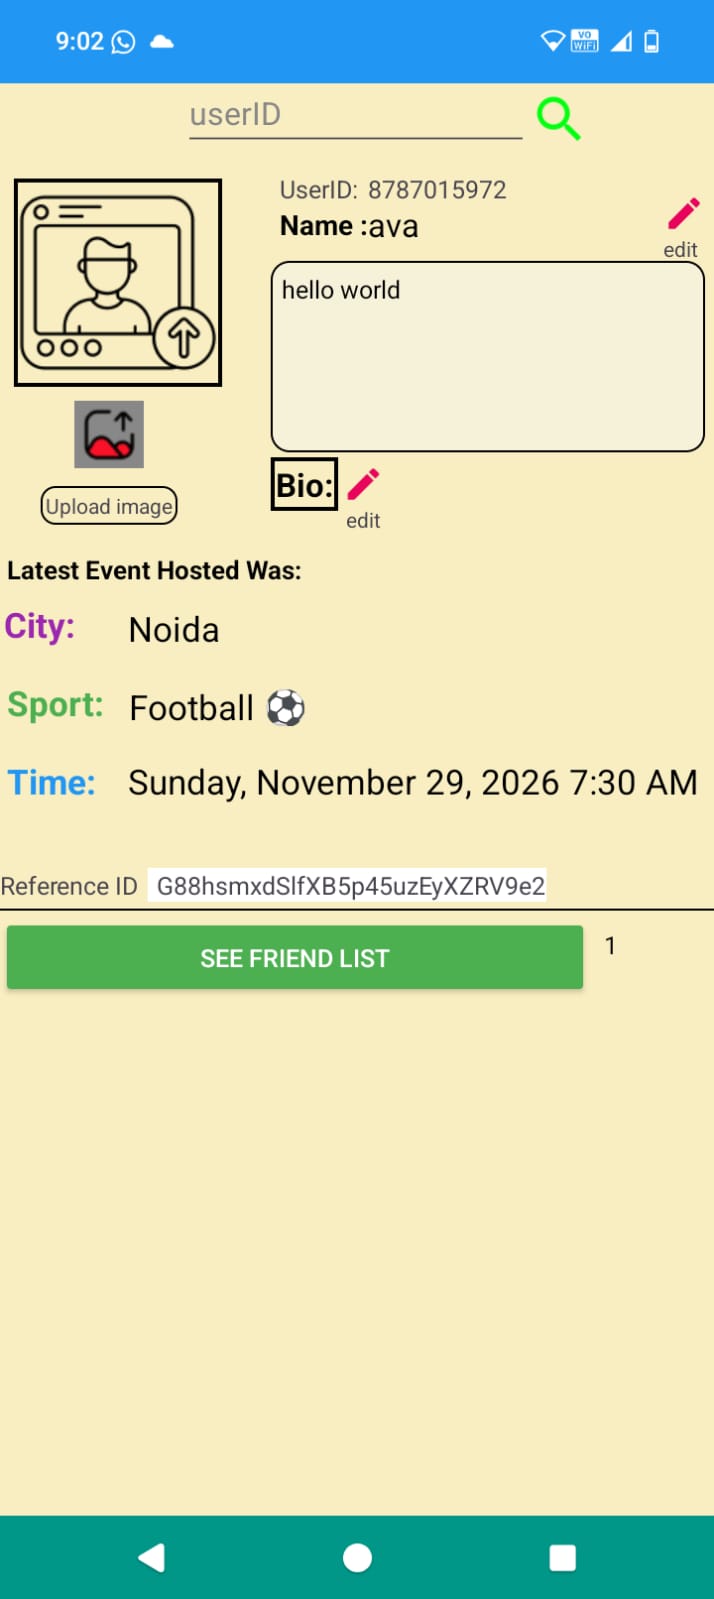 9:02
VO
WiFi
userID
UserID: 8787015972
Name :ava
edit
hello world
Upload image
Bio:
edit
Latest Event Hosted Was:
City: Noida
Sport: Football ⚽
Time: Sunday, November 29, 2026 7:30 AM
Reference ID G88hsmxdSlfXB5p45uzEyXZRV9e2
SEE FRIEND LIST 1